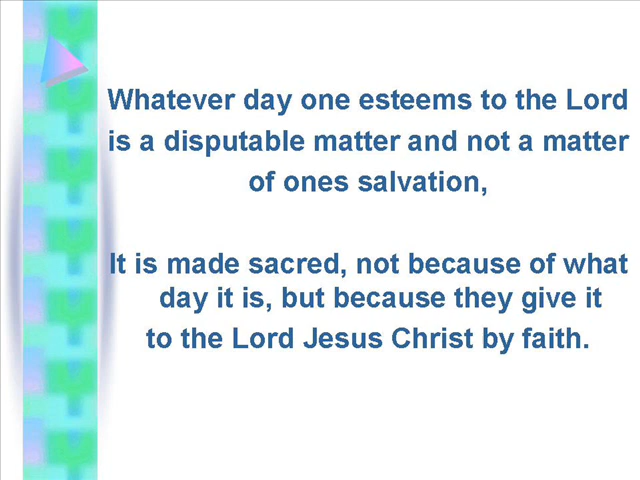 Whatever day one esteems to the Lord
is a disputable matter and not a matter
of ones salvation,
It is made sacred, not because of what
day it is, but because they give it
to the Lord Jesus Christ by faith.